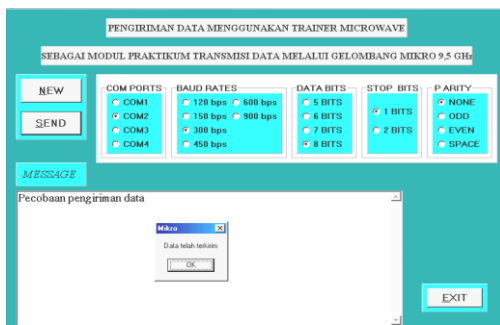 PENGIRIMAN DATA MENGGUNAKAN TRAINER MICROWAVE
SEBAGAI MODUL PRAKTIKUM TRANSMISI DATA MELALUI GELOMBANG MIKRO 9,5 GHz
NEW
SEND
COM PORTS
COM1
COM2
COM3
COM4
BAUD RATES
120 bps 600 bps
150 bps 900 bps
300 bps
450 bps
DATA BITS
5 BITS
6 BITS
7 BITS
8 BITS
STOP BITS
1 BITS
2 BITS
PARITY
NONE
ODD
EVEN
SPACE
MESSAGE
Pecobaan pengiriman data
Mikro
Data telah terkirim
OK
EXIT